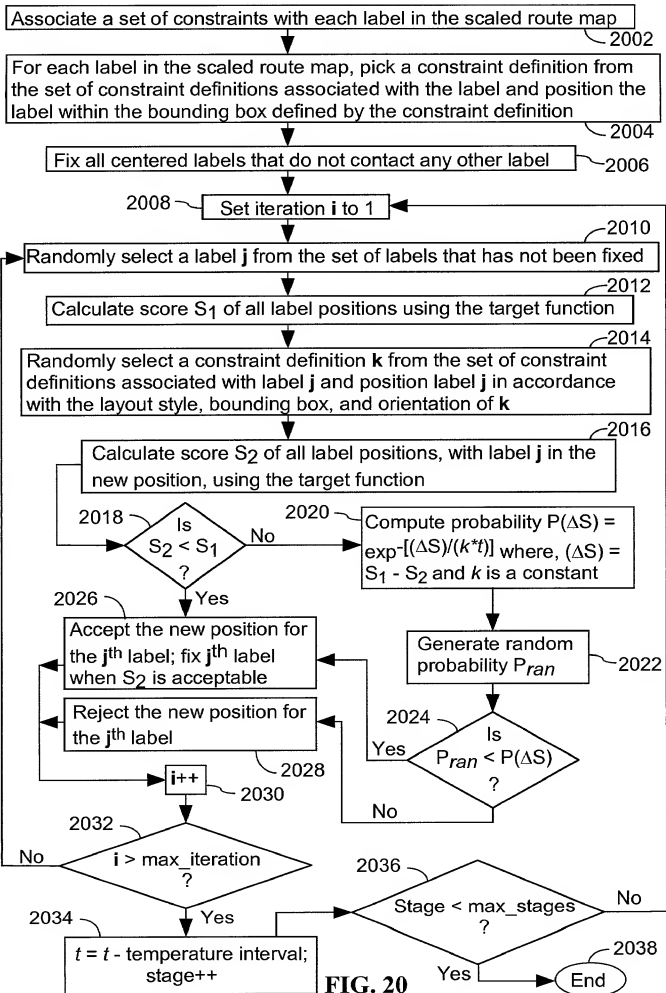 Associate a set of constraints with each label in the scaled route map
2002
For each label in the scaled route map, pick a constraint definition from
the set of constraint definitions associated with the label and position the
label within the bounding box defined by the constraint definition
2004
Fix all centered labels that do not contact any other label
2006
2008
Set iteration i to 1
2010
Randomly select a label j from the set of labels that has not been fixed
2012
Calculate score S1 of all label positions using the target function
2014
Randomly select a constraint definition k from the set of constraint
definitions associated with label j and position label j in accordance
with the layout style, bounding box, and orientation of k
2016
Calculate score S2 of all label positions, with label j in the
new position, using the target function
2018
Is
S2 < S1
?
No
Yes
2020
Compute probability P(ΔS) =
exp-[(ΔS)/(k*t)] where, (ΔS) =
S1 - S2 and k is a constant
2026
Accept the new position for
the jth label; fix jth label
when S2 is acceptable
Generate random
probability Pran
2022
Reject the new position for
the jth label
2028
2024
Is
Pran < P(ΔS)
?
Yes
No
i++
2030
2032
i > max_iteration
?
No
Yes
2034
t = t - temperature interval;
stage++
2036
Stage < max_stages
?
No
Yes
2038
End
FIG. 20